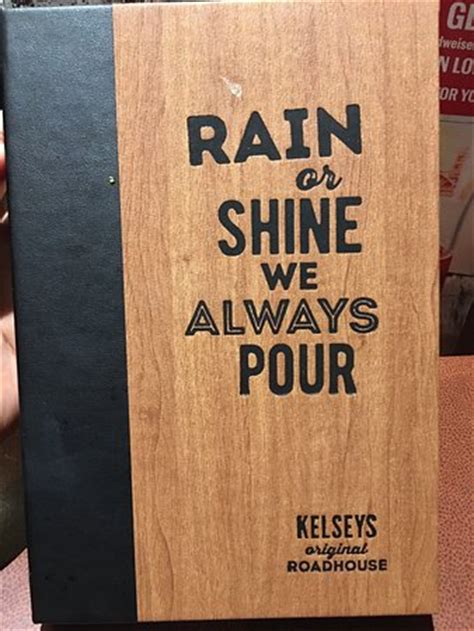 RAIN
or
SHINE
WE
ALWAYS
POUR
KELSEYS
original
ROADHOUSE